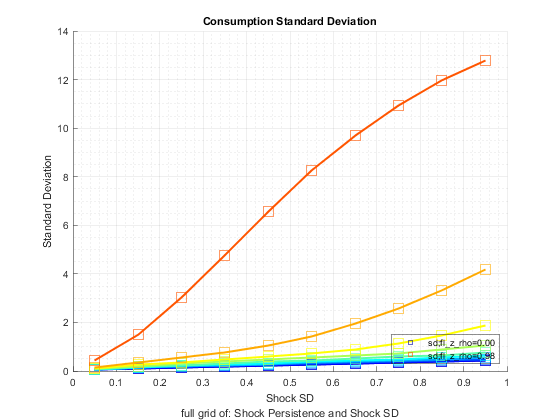 Consumption Standard Deviation
14
12
10
8
6
4
2
0
Standard Deviation
sd:fl_z_rho=0.00
sd:fl_z_rho=0.98
0 0.1 0.2 0.3 0.4 0.5 0.6 0.7 0.8 0.9 1
Shock SD
full grid of: Shock Persistence and Shock SD